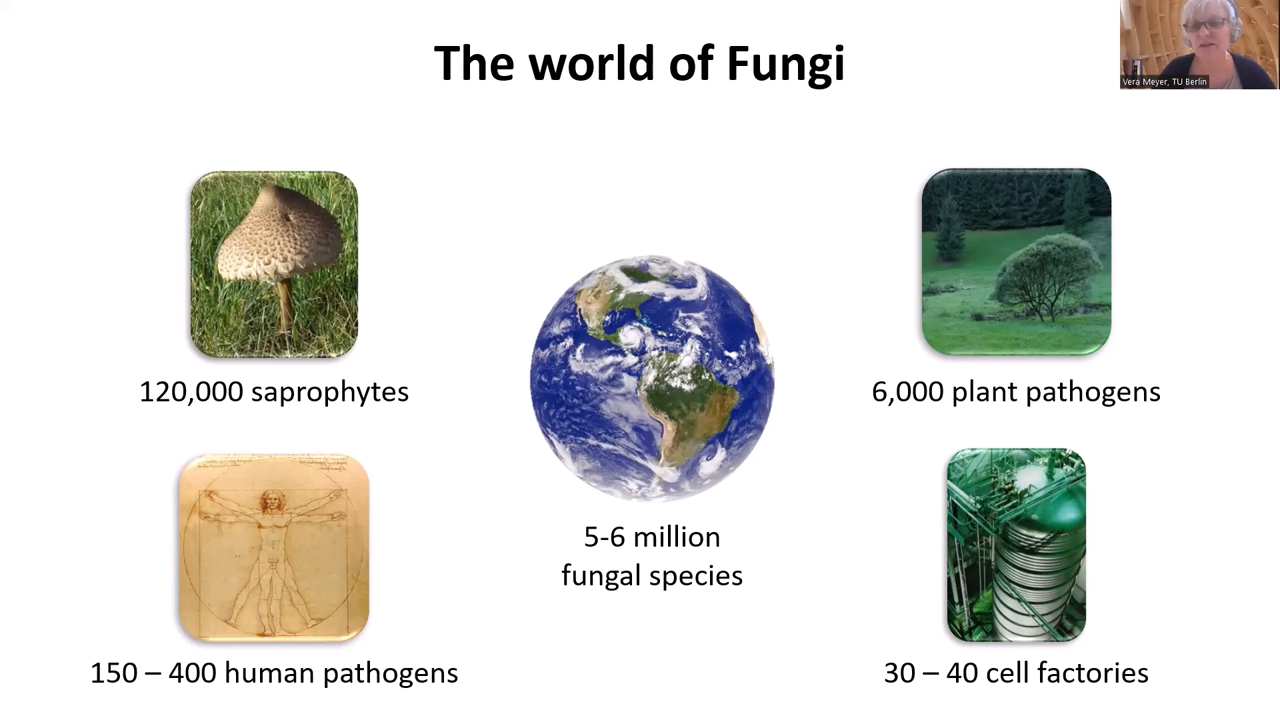 The world of Fungi
Vera Meyer, TU Berlin
120,000 saprophytes
6,000 plant pathogens
5-6 million
fungal species
150 – 400 human pathogens
30 – 40 cell factories